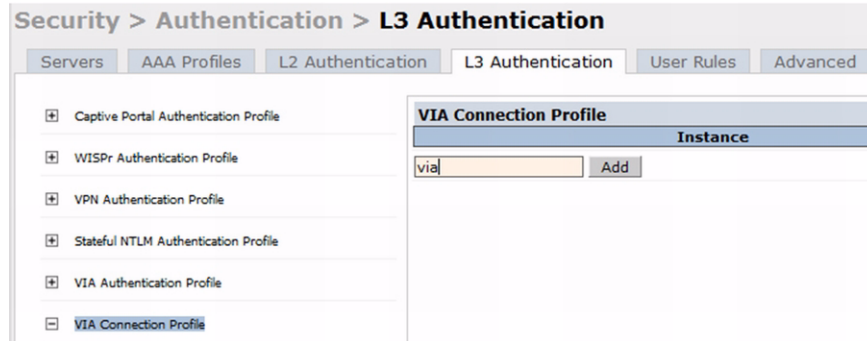 Security > Authentication > L3 Authentication
Servers AAA Profiles L2 Authentication L3 Authentication User Rules Advanced
Captive Portal Authentication Profile
WISPr Authentication Profile
VPN Authentication Profile
Stateful NTLM Authentication Profile
VIA Authentication Profile
VIA Connection Profile
VIA Connection Profile
Instance
via Add